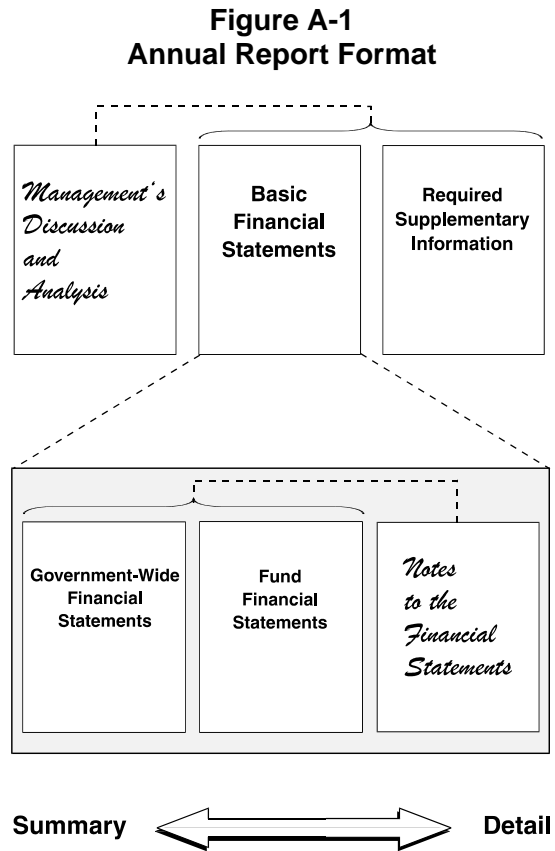 Figure A-1
Annual Report Format
Management's
Discussion
and
Analysis
Basic
Financial
Statements
Required
Supplementary
Information
Government-Wide
Financial
Statements
Fund
Financial
Statements
Notes
to the
Financial
Statements
Summary
Detail